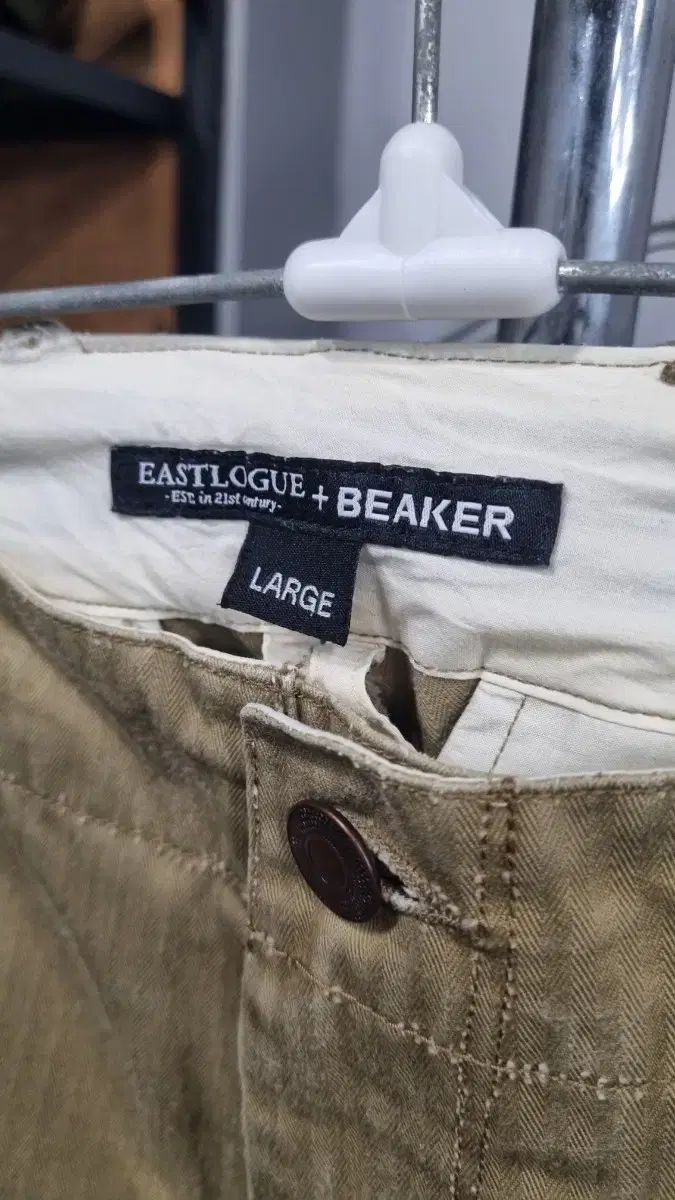 EASTLOGUE + BEAKER
-EST. in 21st Century-
LARGE